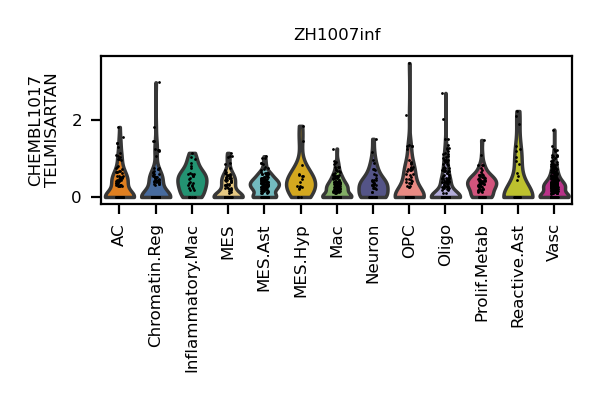 ZH1007inf
CHEMBL1017
TELMISARTAN
2
0
AC
Chromatin.Reg
Inflammatory.Mac
MES
MES.Ast
MES.Hyp
Mac
Neuron
OPC
Oligo
Prolif.Metab
Reactive.Ast
Vasc